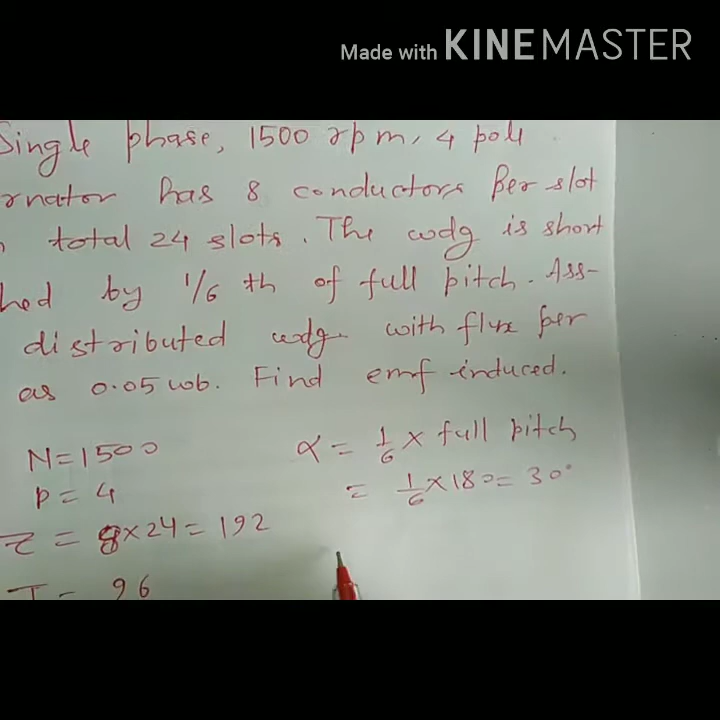 Made with KINEMASTER
Single phase, 1500 rpm, 4 pole
rnator has 8 conductors Per slot
total 24 slots. The wdg is short
hed by 1/6 th of full pitch. Ass-
distributed wdg with flux per
as 0.05 wb. Find emf induced.
N=1500
α = 1/6 × full pitch
P = 4
= 1/6 × 180 = 30°
Z = 8×24 = 192
T = 96